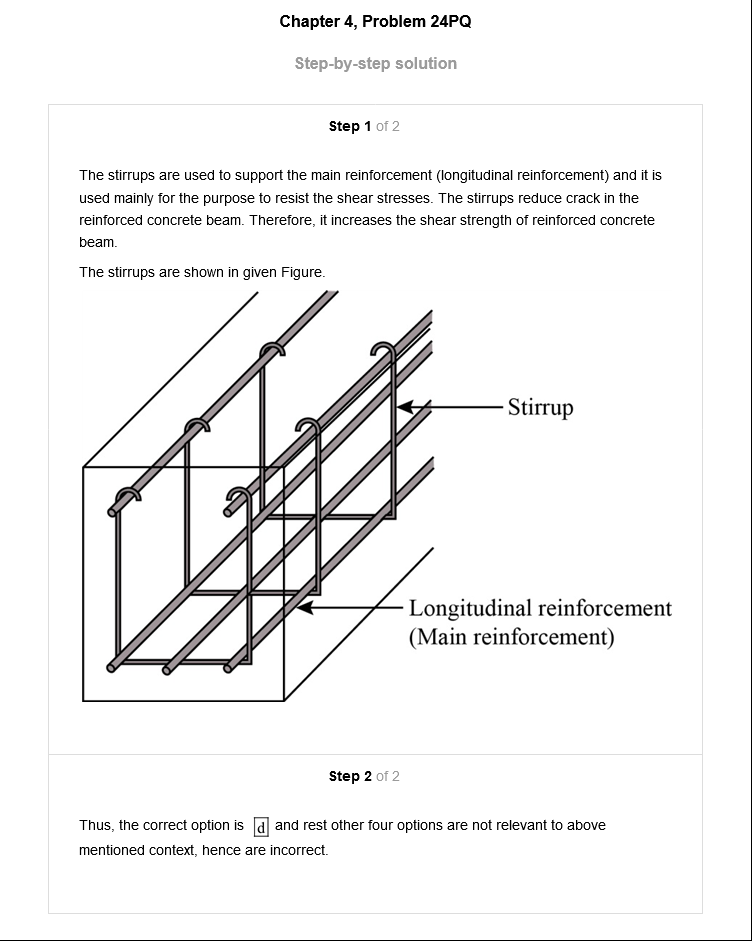 Chapter 4, Problem 24PQ
Step-by-step solution
Step 1 of 2
The stirrups are used to support the main reinforcement (longitudinal reinforcement) and it is
used mainly for the purpose to resist the shear stresses. The stirrups reduce crack in the
reinforced concrete beam. Therefore, it increases the shear strength of reinforced concrete
beam.
The stirrups are shown in given Figure.
Stirrup
Longitudinal reinforcement
(Main reinforcement)
Step 2 of 2
Thus, the correct option is d and rest other four options are not relevant to above
mentioned context, hence are incorrect.